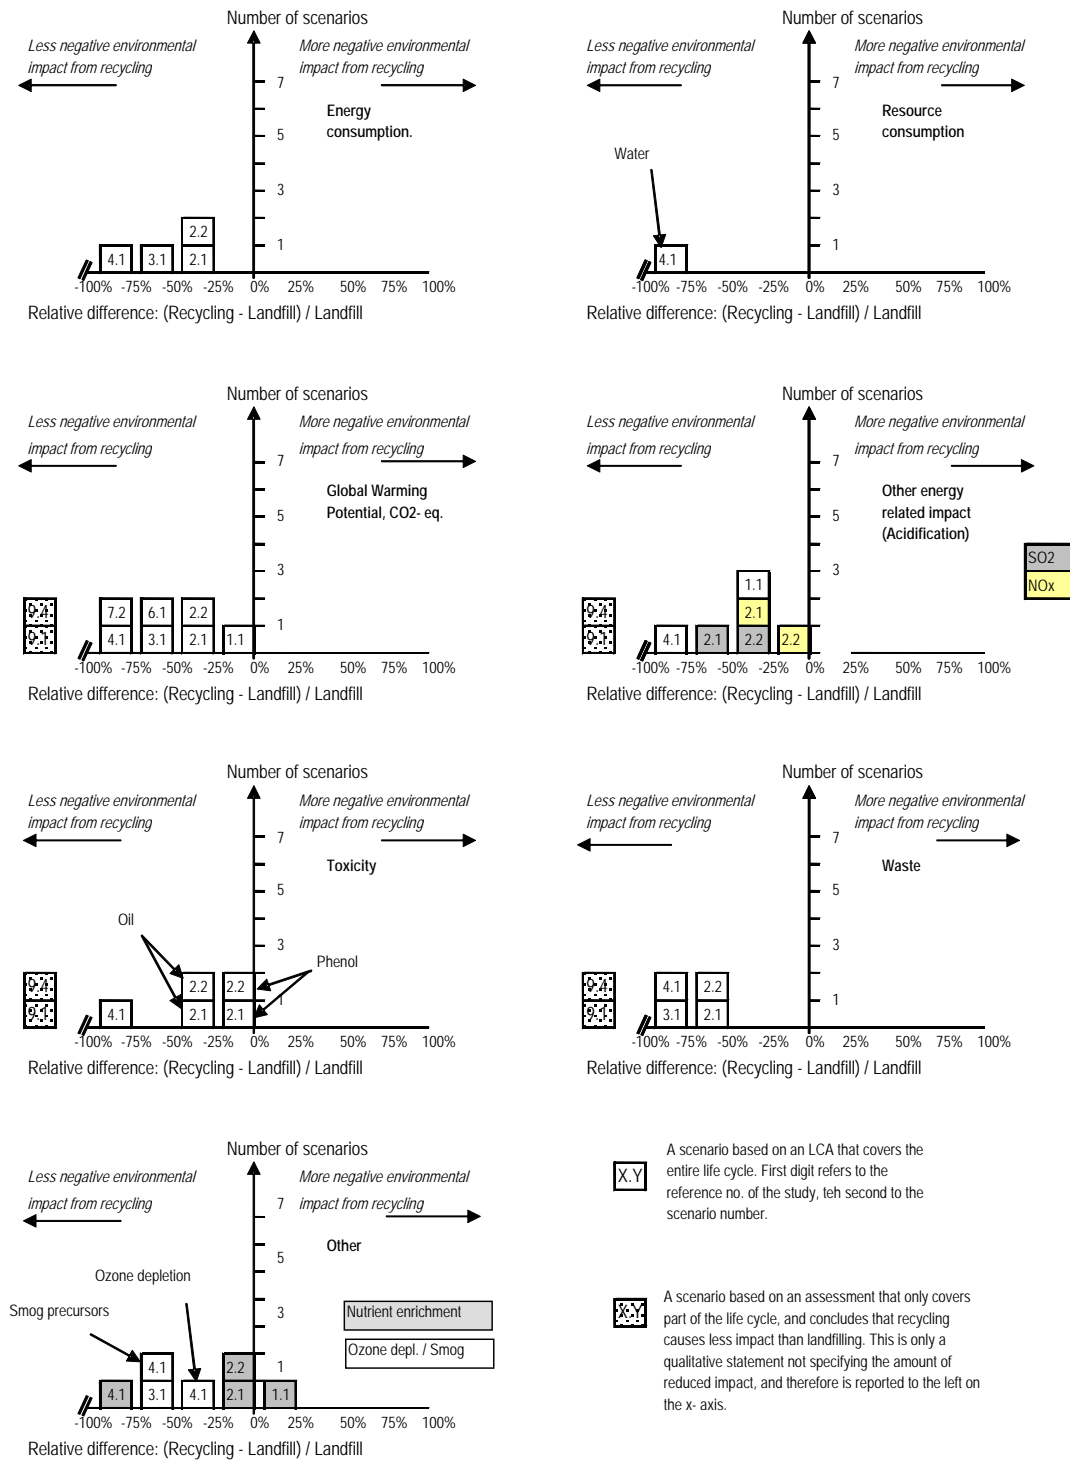 Number of scenarios
Less negative environmental
impact from recycling
More negative environmental
impact from recycling
7
Energy
consumption.
5
3
2.2
1
4.1 3.1 2.1
-100% -75% -50% -25% 0% 25% 50% 75% 100%
Relative difference: (Recycling - Landfill) / Landfill
Number of scenarios
Less negative environmental
impact from recycling
More negative environmental
impact from recycling
7
Resource
consumption
5
Water
3
1
4.1
-100% -75% -50% -25% 0% 25% 50% 75% 100%
Relative difference: (Recycling - Landfill) / Landfill
Number of scenarios
Less negative environmental
impact from recycling
More negative environmental
impact from recycling
7
Global Warming
Potential, CO2- eq.
5
3
9.4 7.2 6.1 2.2
1
9.1 4.1 3.1 2.1 1.1
-100% -75% -50% -25% 0% 25% 50% 75% 100%
Relative difference: (Recycling - Landfill) / Landfill
Number of scenarios
Less negative environmental
impact from recycling
More negative environmental
impact from recycling
7
Other energy
related impact
(Acidification)
5
SO2
NOx
3
1.1
9.4 2.1
1
9.1 4.1 2.1 2.2 2.2
-100% -75% -50% -25% 0% 25% 50% 75% 100%
Relative difference: (Recycling - Landfill) / Landfill
Number of scenarios
Less negative environmental
impact from recycling
More negative environmental
impact from recycling
7
Toxicity
5
Oil
3
Phenol
9.4 2.2 2.2
1
9.1 4.1 2.1 2.1
-100% -75% -50% -25% 0% 25% 50% 75% 100%
Relative difference: (Recycling - Landfill) / Landfill
Number of scenarios
Less negative environmental
impact from recycling
More negative environmental
impact from recycling
7
Waste
5
3
9.4 4.1 2.2
1
9.1 3.1 2.1
-100% -75% -50% -25% 0% 25% 50% 75% 100%
Relative difference: (Recycling - Landfill) / Landfill
Number of scenarios
Less negative environmental
impact from recycling
More negative environmental
7 impact from recycling
Other
5
Ozone depletion
Smog precursors
3
Nutrient enrichment
Ozone depl. / Smog
4.1 2.2 1
4.1 3.1 4.1 2.1 1.1
-100% -75% -50% -25% 0% 25% 50% 75% 100%
Relative difference: (Recycling - Landfill) / Landfill
X.Y
A scenario based on an LCA that covers the
entire life cycle. First digit refers to the
reference no. of the study, teh second to the
scenario number.
X.Y
A scenario based on an assessment that only covers
part of the life cycle, and concludes that recycling
causes less impact than landfilling. This is only a
qualitative statement not specifying the amount of
reduced impact, and therefore is reported to the left on
the x- axis.